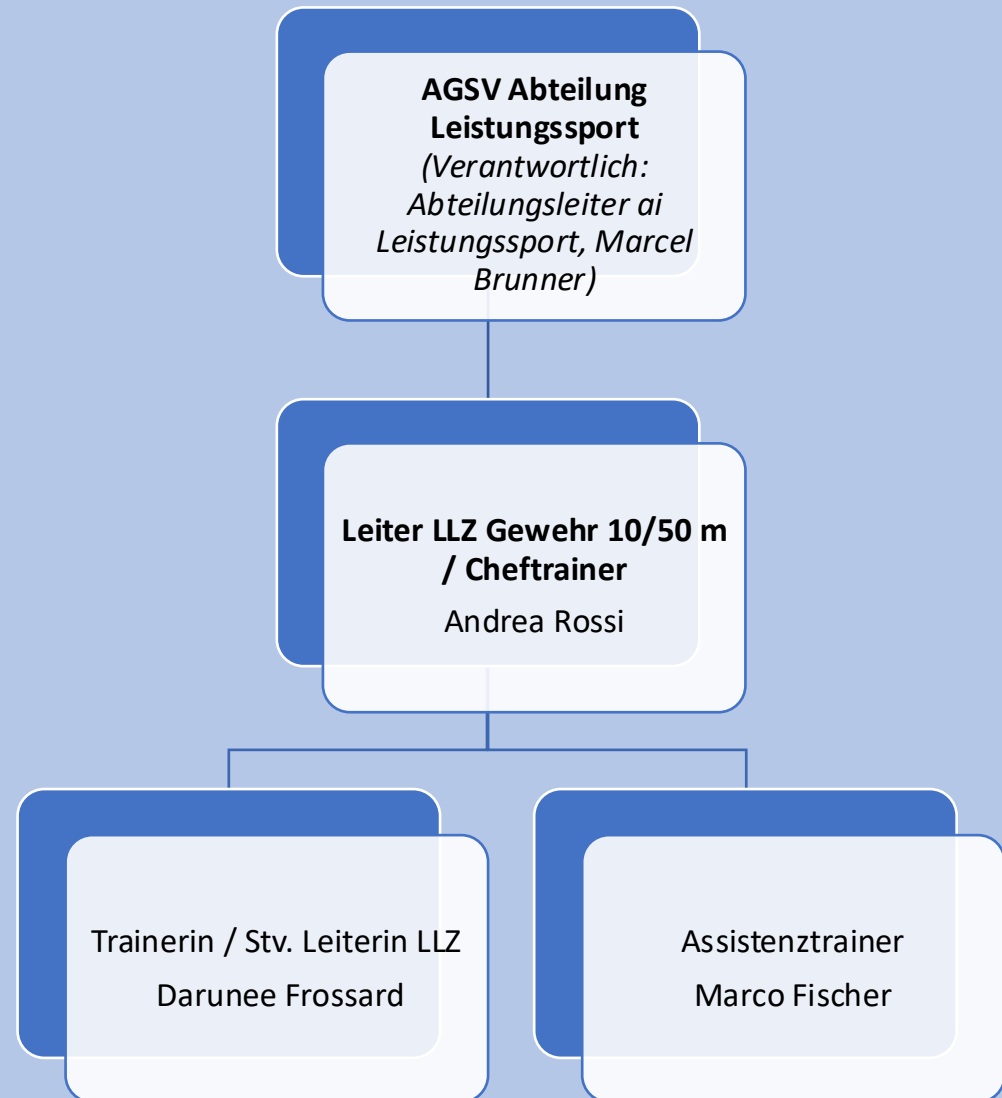 AGSV Abteilung
Leistungssport
(Verantwortlich:
Abteilungsleiter ai
Leistungssport, Marcel
Brunner)
Leiter LLZ Gewehr 10/50 m
/ Cheftrainer
Andrea Rossi
Trainerin / Stv. Leiterin LLZ
Darunee Frossard
Assistenztrainer
Marco Fischer